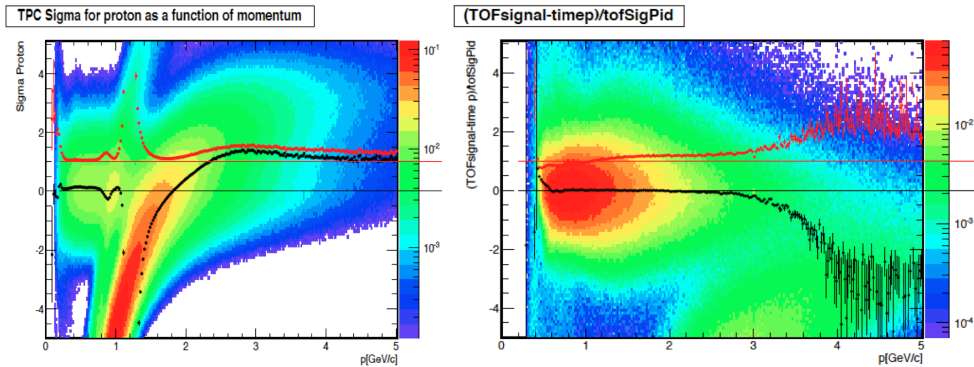 TPC Sigma for proton as a function of momentum
Sigma Proton
4
2
0
-2
-4
0 1 2 3 4 5
p[GeV/c]
10⁻¹
10⁻²
10⁻³
(TOFsignal-timep)/tofSigPid
(TOFsignal-time p)/tofSigPid
4
2
0
-2
-4
0 1 2 3 4 5
p[GeV/c]
10⁻²
10⁻³
10⁻⁴